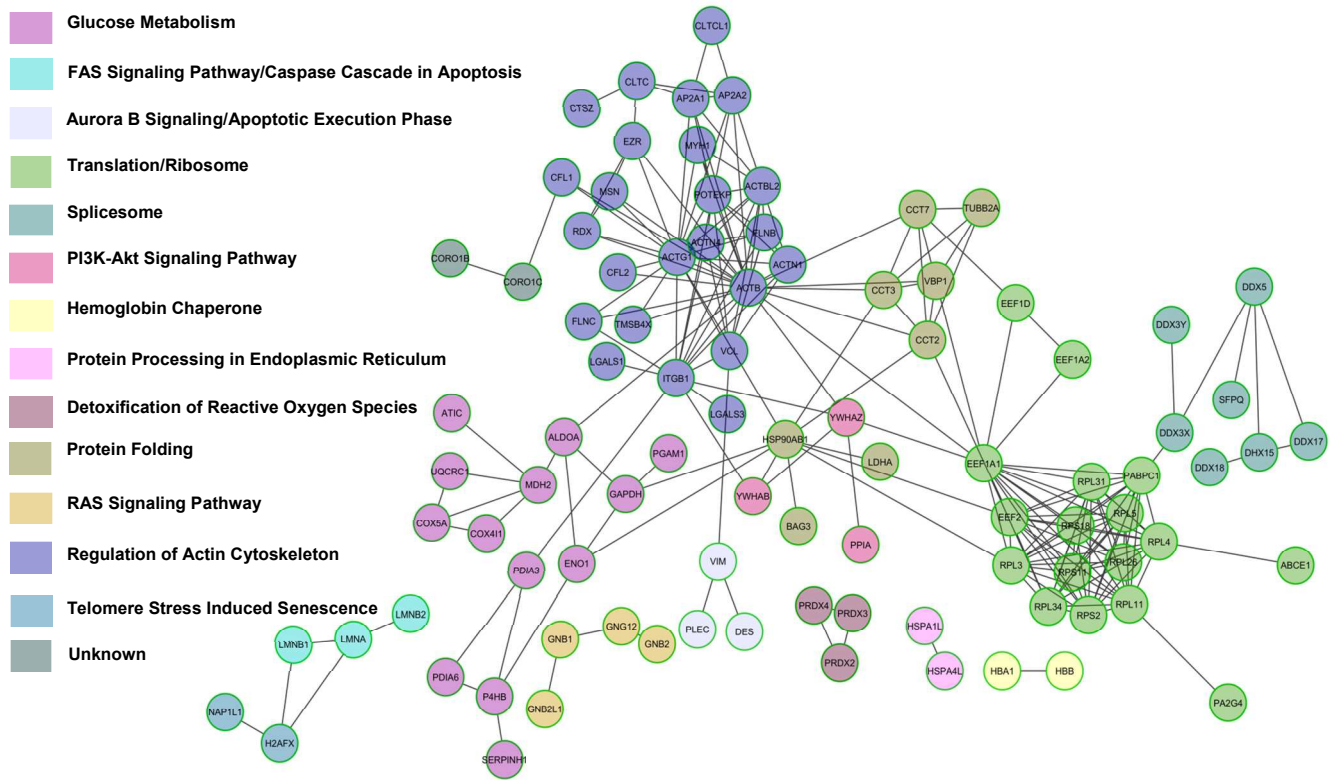 Glucose Metabolism
FAS Signaling Pathway/Caspase Cascade in Apoptosis
Aurora B Signaling/Apoptotic Execution Phase
Translation/Ribosome
Splicesome
PI3K-Akt Signaling Pathway
Hemoglobin Chaperone
Protein Processing in Endoplasmic Reticulum
Detoxification of Reactive Oxygen Species
Protein Folding
RAS Signaling Pathway
Regulation of Actin Cytoskeleton
Telomere Stress Induced Senescence
Unknown
CLTCL1
CLTC
CTSZ
AP2A1
AP2A2
EZR
MYH1
CFL1
MSN
POTEKP
ACTBL2
RDX
ACTN4
FLNB
ACTG1
ACTN1
CORO1B
CORO1C
CFL2
ACTB
FLNC
TMSB4X
VCL
LGALS1
ITGB1
LGALS3
CCT7
TUBB2A
CCT3
VBP1
CCT2
EEF1D
EEF1A2
DDX5
DDX3Y
SFPQ
DDX3X
DDX17
DHX15
DDX18
ATIC
ALDOA
PGAM1
UQCRC1
MDH2
GAPDH
COX5A
COX4I1
HSP90AB1
YWHAZ
LDHA
YWHAB
BAG3
PPIA
EEF1A1
RPL31
PABPC1
EEF2
RPS18
RPL5
RPL4
RPL3
RPS11
RPL26
ABCE1
RPL34
RPS2
RPL11
PA2G4
PDIA3
ENO1
VIM
PLEC
DES
PRDX4
PRDX3
PRDX2
HSPA1L
HSPA4L
HBA1
HBB
LMNB2
LMNB1
LMNA
NAP1L1
H2AFX
GNB1
GNG12
GNB2
GNB2L1
PDIA6
P4HB
SERPINH1